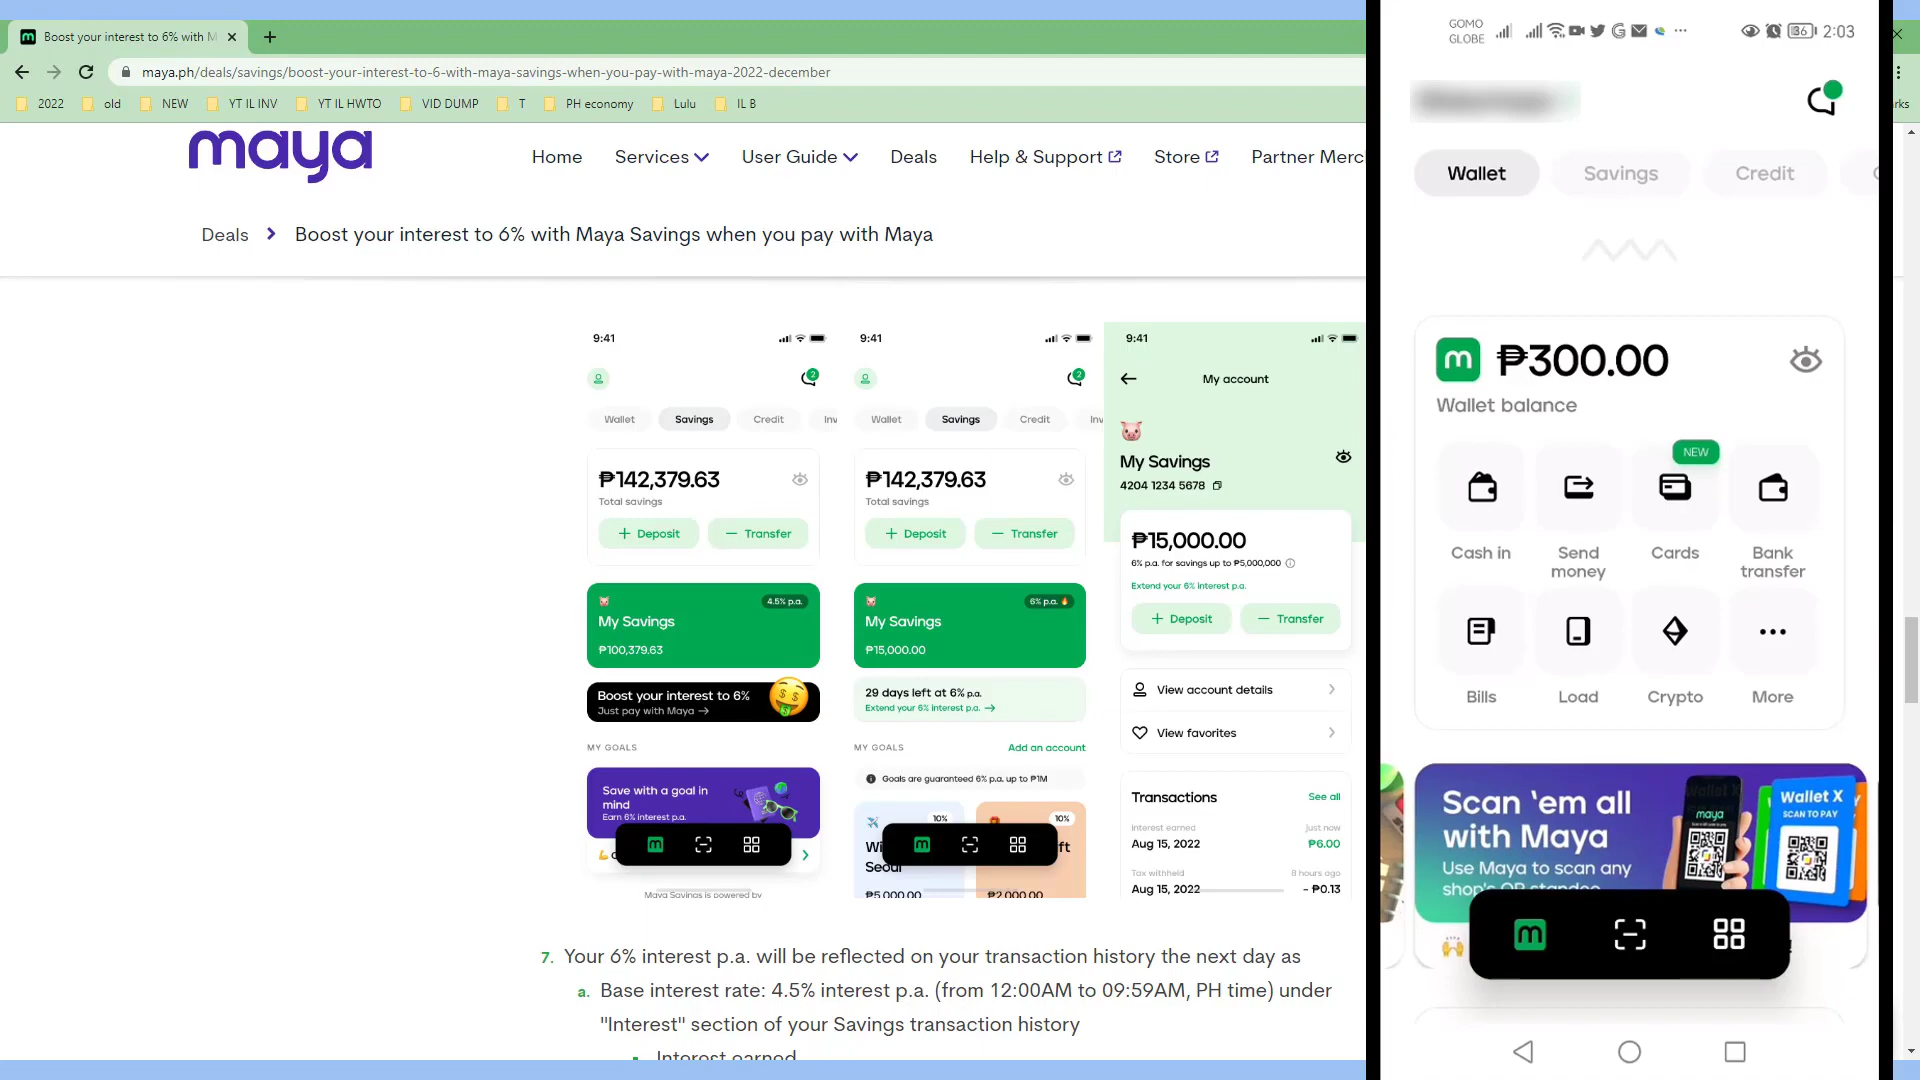 Boost your interest to 6% with M
maya.ph/deals/savings/boost-your-interest-to-6-with-maya-savings-when-you-pay-with-maya-2022-december
2022 old NEW YT IL INV YT IL HWTO VID DUMP T PH economy Lulu IL B
maya
Home Services User Guide Deals Help & Support Store Partner Merc
Deals Boost your interest to 6% with Maya Savings when you pay with Maya
9:41
2
Wallet Savings Credit Inv
₱142,379.63
Total savings
+ Deposit — Transfer
4.5% p.a.
My Savings
₱100,379.63
Boost your interest to 6%
Just pay with Maya →
MY GOALS
Save with a goal in
mind
Earn 6% interest p.a.
Maya Savings is powered by
9:41
2
Wallet Savings Credit Inv
₱142,379.63
Total savings
+ Deposit — Transfer
6% p.a.
My Savings
₱15,000.00
29 days left at 6% p.a.
Extend your 6% interest p.a. →
MY GOALS Add an account
Goals are guaranteed 6% p.a. up to ₱1M
10% 10%
Wi ft
Seoul
₱5,000.00 ₱2,000.00
9:41
My account
My Savings
4204 1234 5678
₱15,000.00
6% p.a. for savings up to ₱5,000,000
Extend your 6% interest p.a.
+ Deposit — Transfer
View account details
View favorites
Transactions See all
Interest earned Just now
Aug 15, 2022 ₱6.00
Tax withheld 8 hours ago
Aug 15, 2022 - ₱0.13
7. Your 6% interest p.a. will be reflected on your transaction history the next day as
a. Base interest rate: 4.5% interest p.a. (from 12:00AM to 09:59AM, PH time) under
"Interest" section of your Savings transaction history
Interest earned
rks
GOMO
GLOBE
36 2:03
Wallet Savings Credit
₱300.00
Wallet balance
NEW
Cash in Send money Cards Bank transfer
Bills Load Crypto More
Scan 'em all
with Maya
Use Maya to scan any
shop's QR standee
maya
Wallet X
SCAN TO PAY